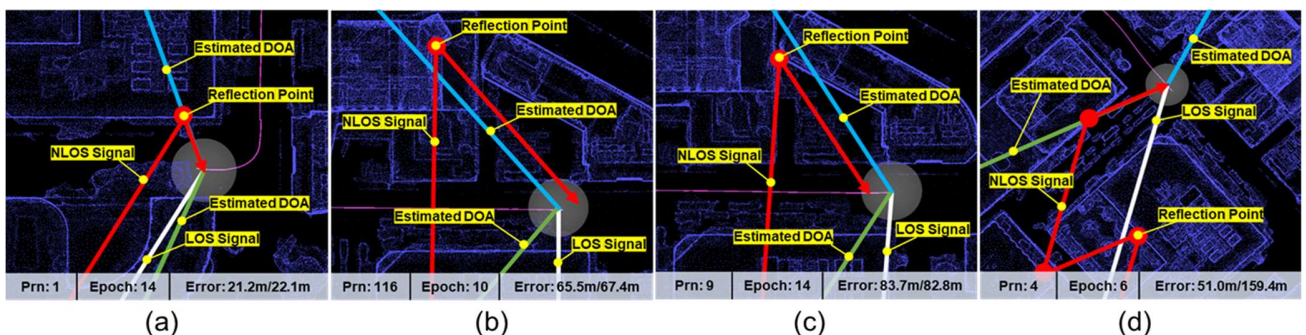 Estimated DOA
Reflection Point
NLOS Signal
Estimated DOA
LOS Signal
Prn: 1 Epoch: 14 Error: 21.2m/22.1m
(a)
Reflection Point
Estimated DOA
NLOS Signal
Estimated DOA
LOS Signal
Prn: 116 Epoch: 10 Error: 65.5m/67.4m
(b)
Reflection Point
Estimated DOA
NLOS Signal
Estimated DOA
LOS Signal
Prn: 9 Epoch: 14 Error: 83.7m/82.8m
(c)
Estimated DOA
Estimated DOA
LOS Signal
NLOS Signal
Reflection Point
Prn: 4 Epoch: 6 Error: 51.0m/159.4m
(d)